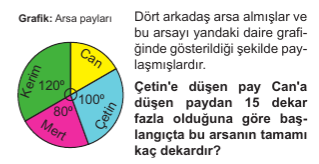 Grafik: Arsa payları
Can
Kerim
120°
100°
80°
Çetin
Mert
Dört arkadaş arsa almışlar ve
bu arsayı yandaki daire grafi-
ğinde gösterildiği şekilde pay-
laşmışlardır.
Çetin'e düşen pay Can'a
düşen paydan 15 dekar
fazla olduğuna göre baş-
langıçta bu arsanın tamamı
kaç dekardır?